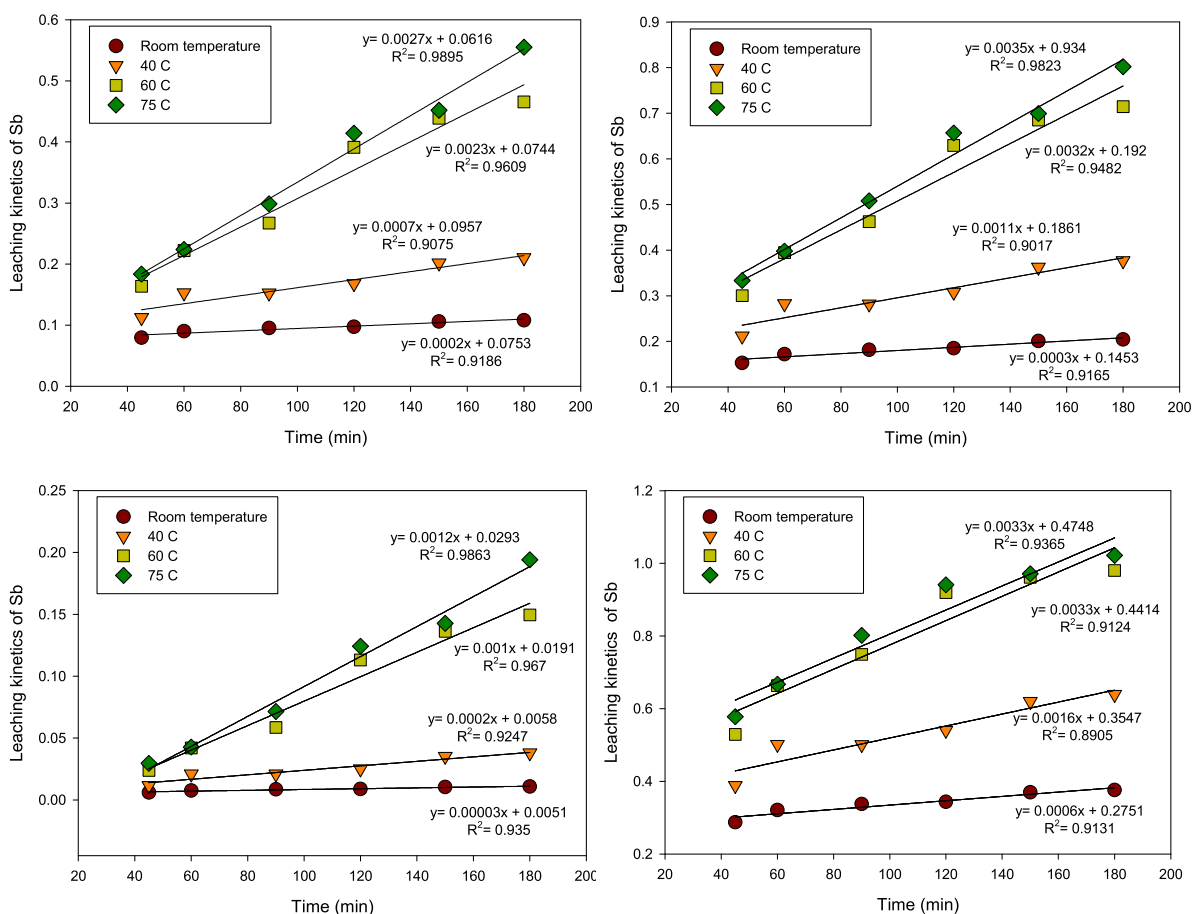 0.6
0.5
0.4
0.3
0.2
0.1
0.0
Leaching kinetics of Sb
Room temperature
40 C
60 C
75 C
y= 0.0027x + 0.0616
R²= 0.9895
y= 0.0023x + 0.0744
R²= 0.9609
y= 0.0007x + 0.0957
R²= 0.9075
y= 0.0002x + 0.0753
R²= 0.9186
20 40 60 80 100 120 140 160 180 200
Time (min)
0.9
0.8
0.7
0.6
0.5
0.4
0.3
0.2
0.1
Leaching kinetics of Sb
Room temperature
40 C
60 C
75 C
y= 0.0035x + 0.934
R²= 0.9823
y= 0.0032x + 0.192
R²= 0.9482
y= 0.0011x + 0.1861
R²= 0.9017
y= 0.0003x + 0.1453
R²= 0.9165
20 40 60 80 100 120 140 160 180 200
Time (min)
0.25
0.20
0.15
0.10
0.05
0.00
Leaching kinetics of Sb
Room temperature
40 C
60 C
75 C
y= 0.0012x + 0.0293
R²= 0.9863
y= 0.001x + 0.0191
R²= 0.967
y= 0.0002x + 0.0058
R²= 0.9247
y= 0.00003x + 0.0051
R²= 0.935
20 40 60 80 100 120 140 160 180 20
Time (min)
1.2
1.0
0.8
0.6
0.4
0.2
Leaching kinetics of Sb
Room temperature
40 C
60 C
75 C
y= 0.0033x + 0.4748
R²= 0.9365
y= 0.0033x + 0.4414
R²= 0.9124
y= 0.0016x + 0.3547
R²= 0.8905
y= 0.0006x + 0.2751
R²= 0.9131
20 40 60 80 100 120 140 160 180 200
Time (min)